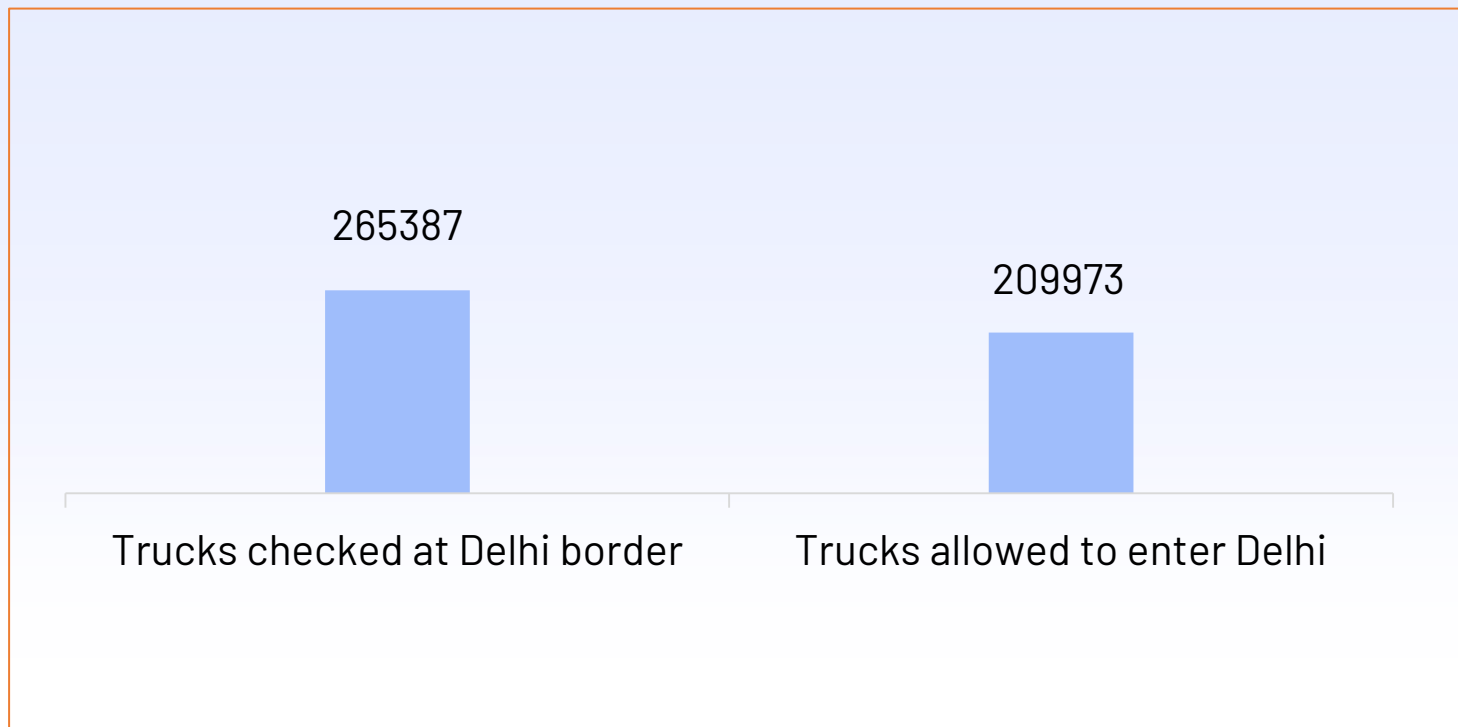 265387
209973
Trucks checked at Delhi border
Trucks allowed to enter Delhi